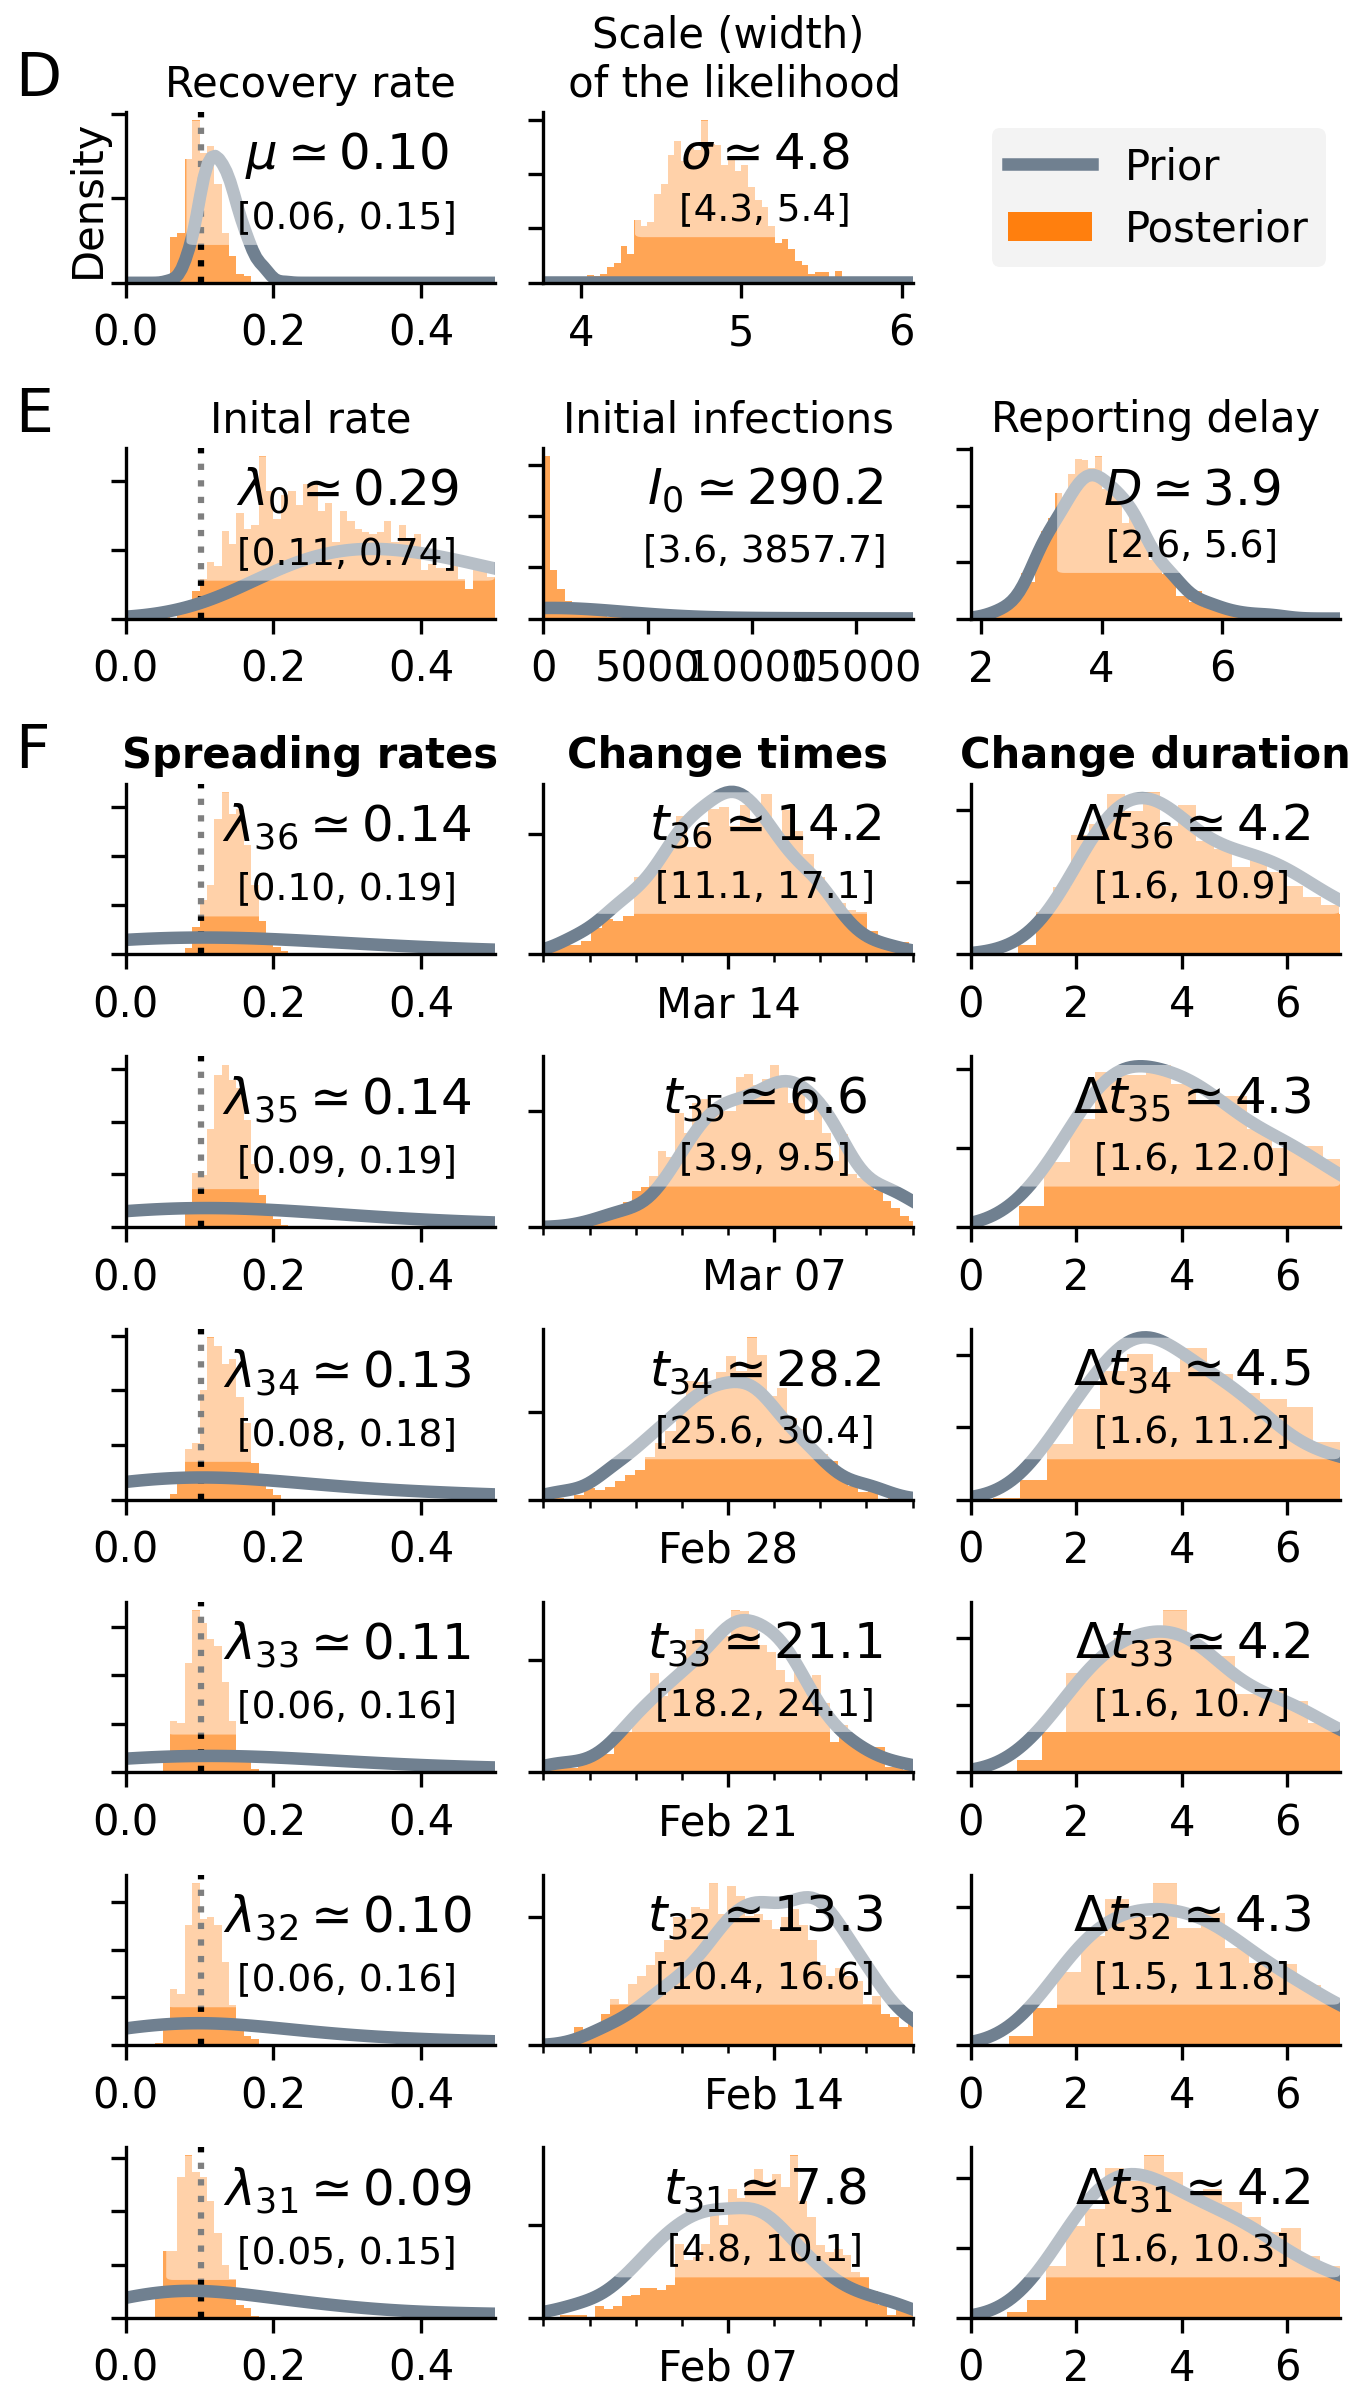 D
Recovery rate
Scale (width)
of the likelihood
Density
μ ≃ 0.10
[0.06, 0.15]
σ ≃ 4.8
[4.3, 5.4]
Prior
Posterior
0.0 0.2 0.4
4 5 6
E
Inital rate
Initial infections
Reporting delay
λ0 ≃ 0.29
[0.11, 0.74]
I0 ≃ 290.2
[3.6, 3857.7]
D ≃ 3.9
[2.6, 5.6]
0.0 0.2 0.4
0 5000 10000 15000
2 4 6
F
Spreading rates
Change times
Change duration
λ36 ≃ 0.14
[0.10, 0.19]
t36 ≃ 14.2
[11.1, 17.1]
Δt36 ≃ 4.2
[1.6, 10.9]
0.0 0.2 0.4
Mar 14
0 2 4 6
λ35 ≃ 0.14
[0.09, 0.19]
t35 ≃ 6.6
[3.9, 9.5]
Δt35 ≃ 4.3
[1.6, 12.0]
0.0 0.2 0.4
Mar 07
0 2 4 6
λ34 ≃ 0.13
[0.08, 0.18]
t34 ≃ 28.2
[25.6, 30.4]
Δt34 ≃ 4.5
[1.6, 11.2]
0.0 0.2 0.4
Feb 28
0 2 4 6
λ33 ≃ 0.11
[0.06, 0.16]
t33 ≃ 21.1
[18.2, 24.1]
Δt33 ≃ 4.2
[1.6, 10.7]
0.0 0.2 0.4
Feb 21
0 2 4 6
λ32 ≃ 0.10
[0.06, 0.16]
t32 ≃ 13.3
[10.4, 16.6]
Δt32 ≃ 4.3
[1.5, 11.8]
0.0 0.2 0.4
Feb 14
0 2 4 6
λ31 ≃ 0.09
[0.05, 0.15]
t31 ≃ 7.8
[4.8, 10.1]
Δt31 ≃ 4.2
[1.6, 10.3]
0.0 0.2 0.4
Feb 07
0 2 4 6